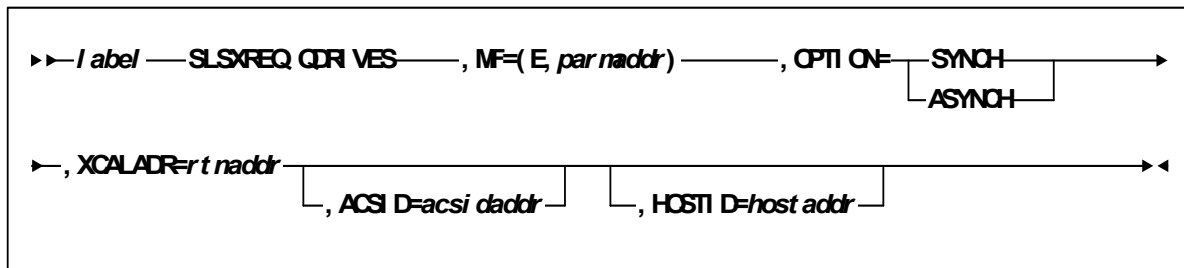 label SLSXREQ QDRIVES , MF=(E, parmaddr) , OPTION= SYNCH
ASYNCH
, XCALADR=rtnaddr
, ACSID=acsidaddr , HOSTID=hostaddr